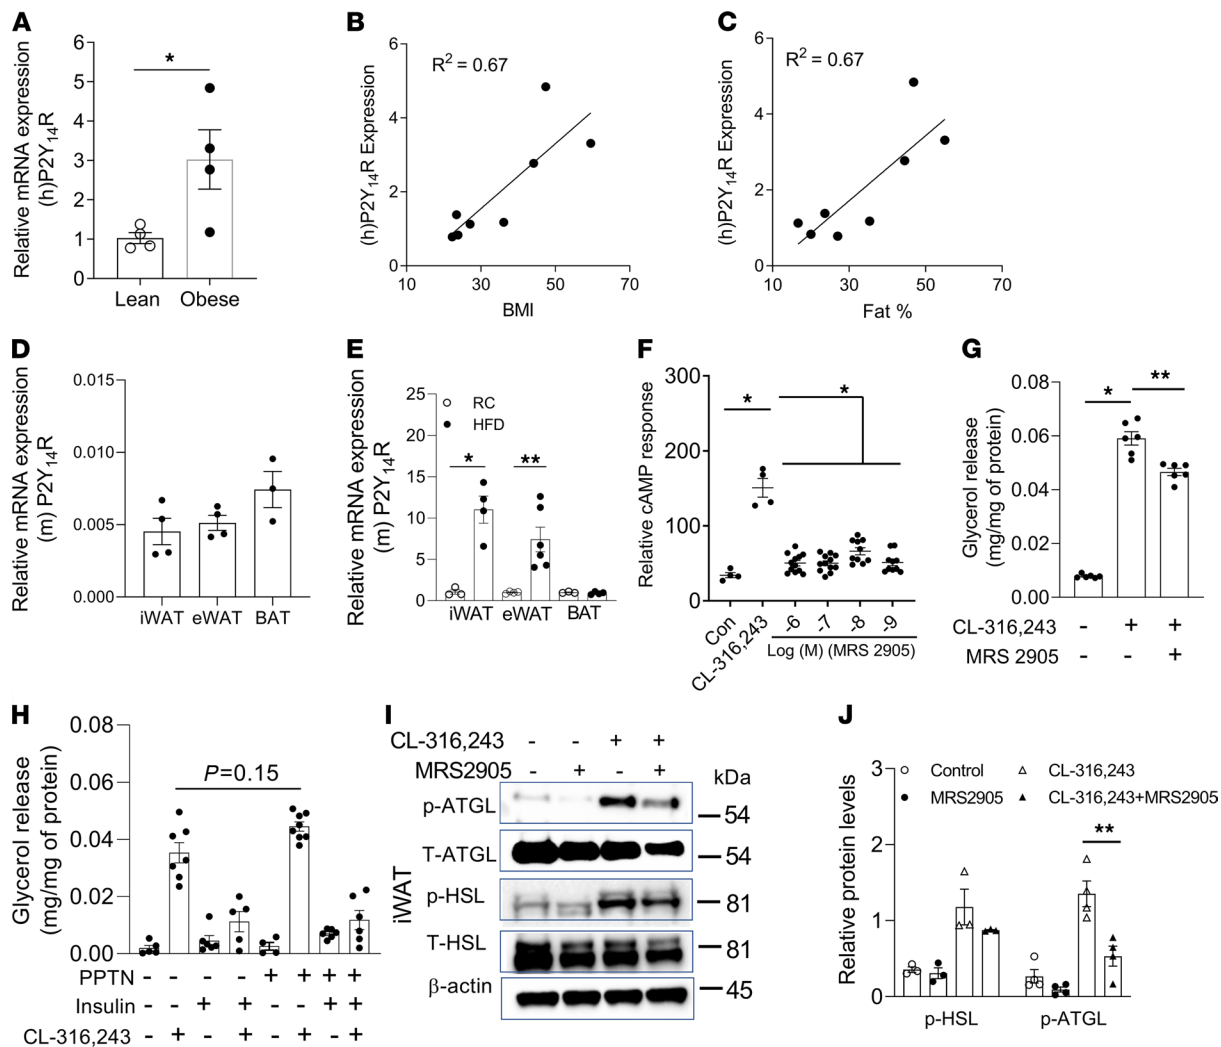 A
Relative mRNA expression
(h)P2Y14R
6
5
4
3
2
1
0
*
Lean Obese
B
(h)P2Y14R Expression
6
4
2
0
R2 = 0.67
10 30 50 70
BMI
C
(h)P2Y14R Expression
6
4
2
0
R2 = 0.67
10 30 50 70
Fat %
D
Relative mRNA expression
(m) P2Y14R
0.015
0.010
0.005
0.000
iWAT eWAT BAT
E
Relative mRNA expression
(m) P2Y14R
25
20
15
10
5
0
RC
HFD
* **
iWAT eWAT BAT
F
Relative cAMP response
300
200
100
0
* *
Con
CL-316,243
-6 -7 -8 -9
Log (M) (MRS 2905)
G
Glycerol release
(mg/mg of protein)
0.08
0.06
0.04
0.02
0.00
* **
CL-316,243 - + +
MRS 2905 - - +
H
Glycerol release
(mg/mg of protein)
0.08
0.06
0.04
0.02
0.00
P=0.15
PPTN - - - - + + + +
Insulin - - + + - - + +
CL-316,243 - + - + - + - +
I
CL-316,243 - - + +
MRS2905 - + - +
kDa
iWAT
p-ATGL 54
T-ATGL 54
p-HSL 81
T-HSL 81
β-actin 45
J
Relative protein levels
3
2
1
0
Control CL-316,243
MRS2905 CL-316,243+MRS2905
**
p-HSL p-ATGL